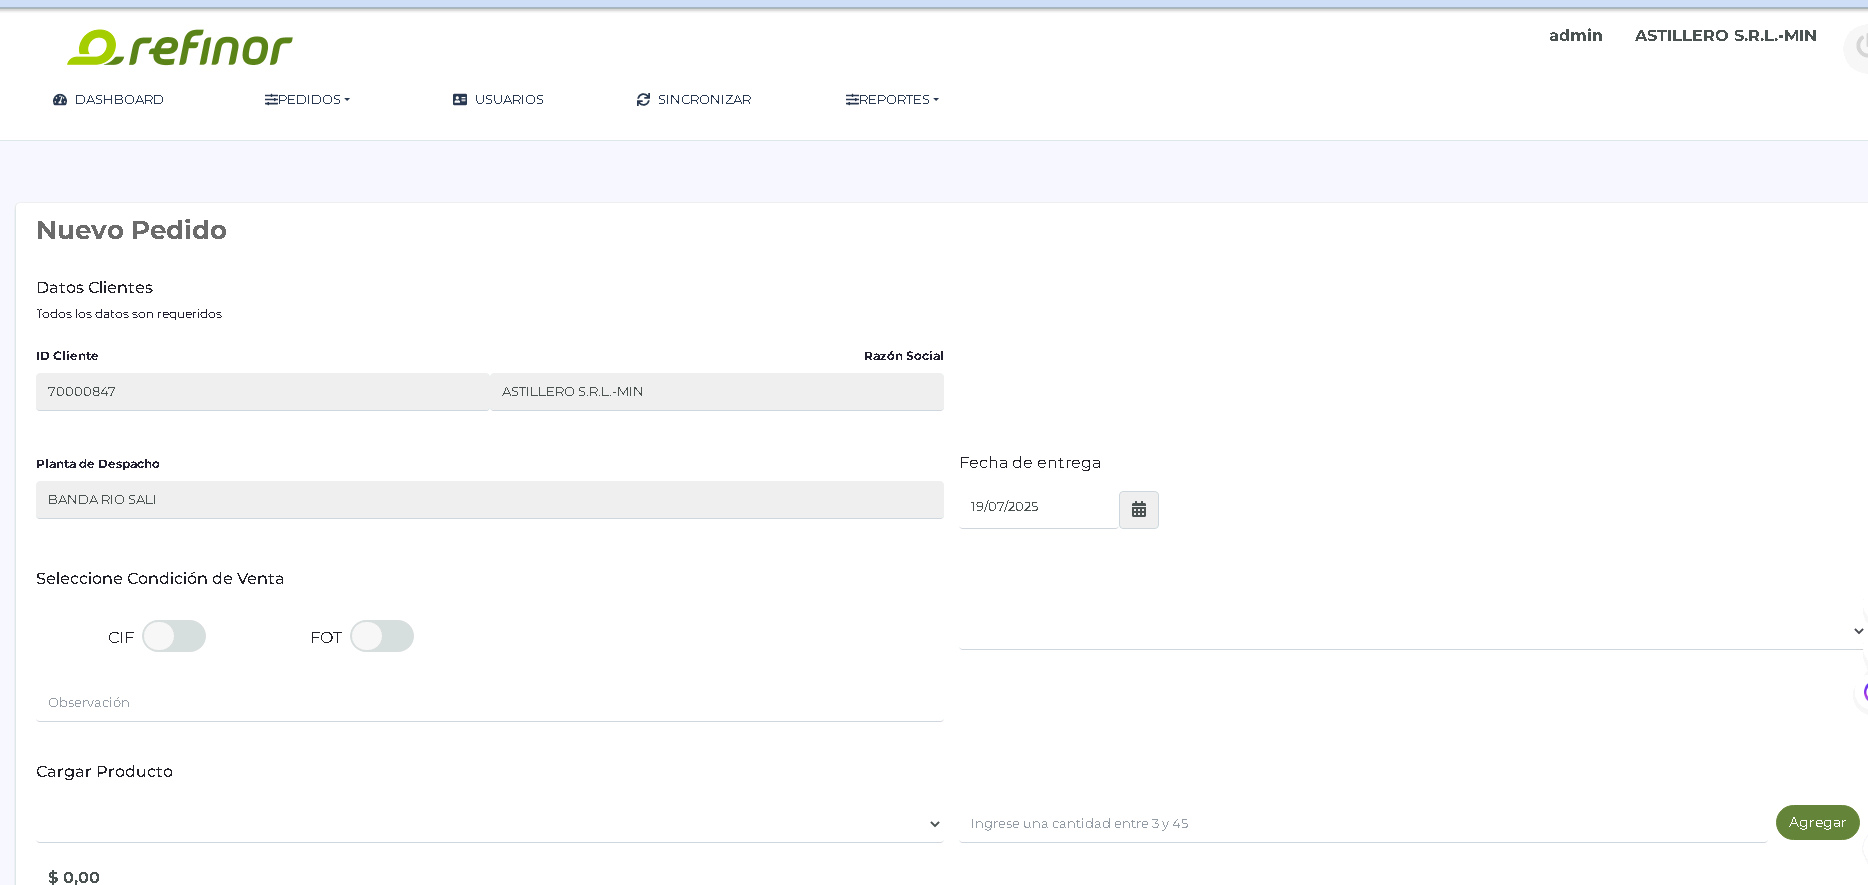 refinor
admin ASTILLERO S.R.L.-MIN
DASHBOARD PEDIDOS USUARIOS SINCRONIZAR REPORTES
Nuevo Pedido
Datos Clientes
Todos los datos son requeridos
ID Cliente Razón Social
70000847 ASTILLERO S.R.L.-MIN
Planta de Despacho Fecha de entrega
BANDA RIO SALI 19/07/2025
Seleccione Condición de Venta
CIF FOT
Observación
Cargar Producto
Ingrese una cantidad entre 3 y 45 Agregar
$ 0,00